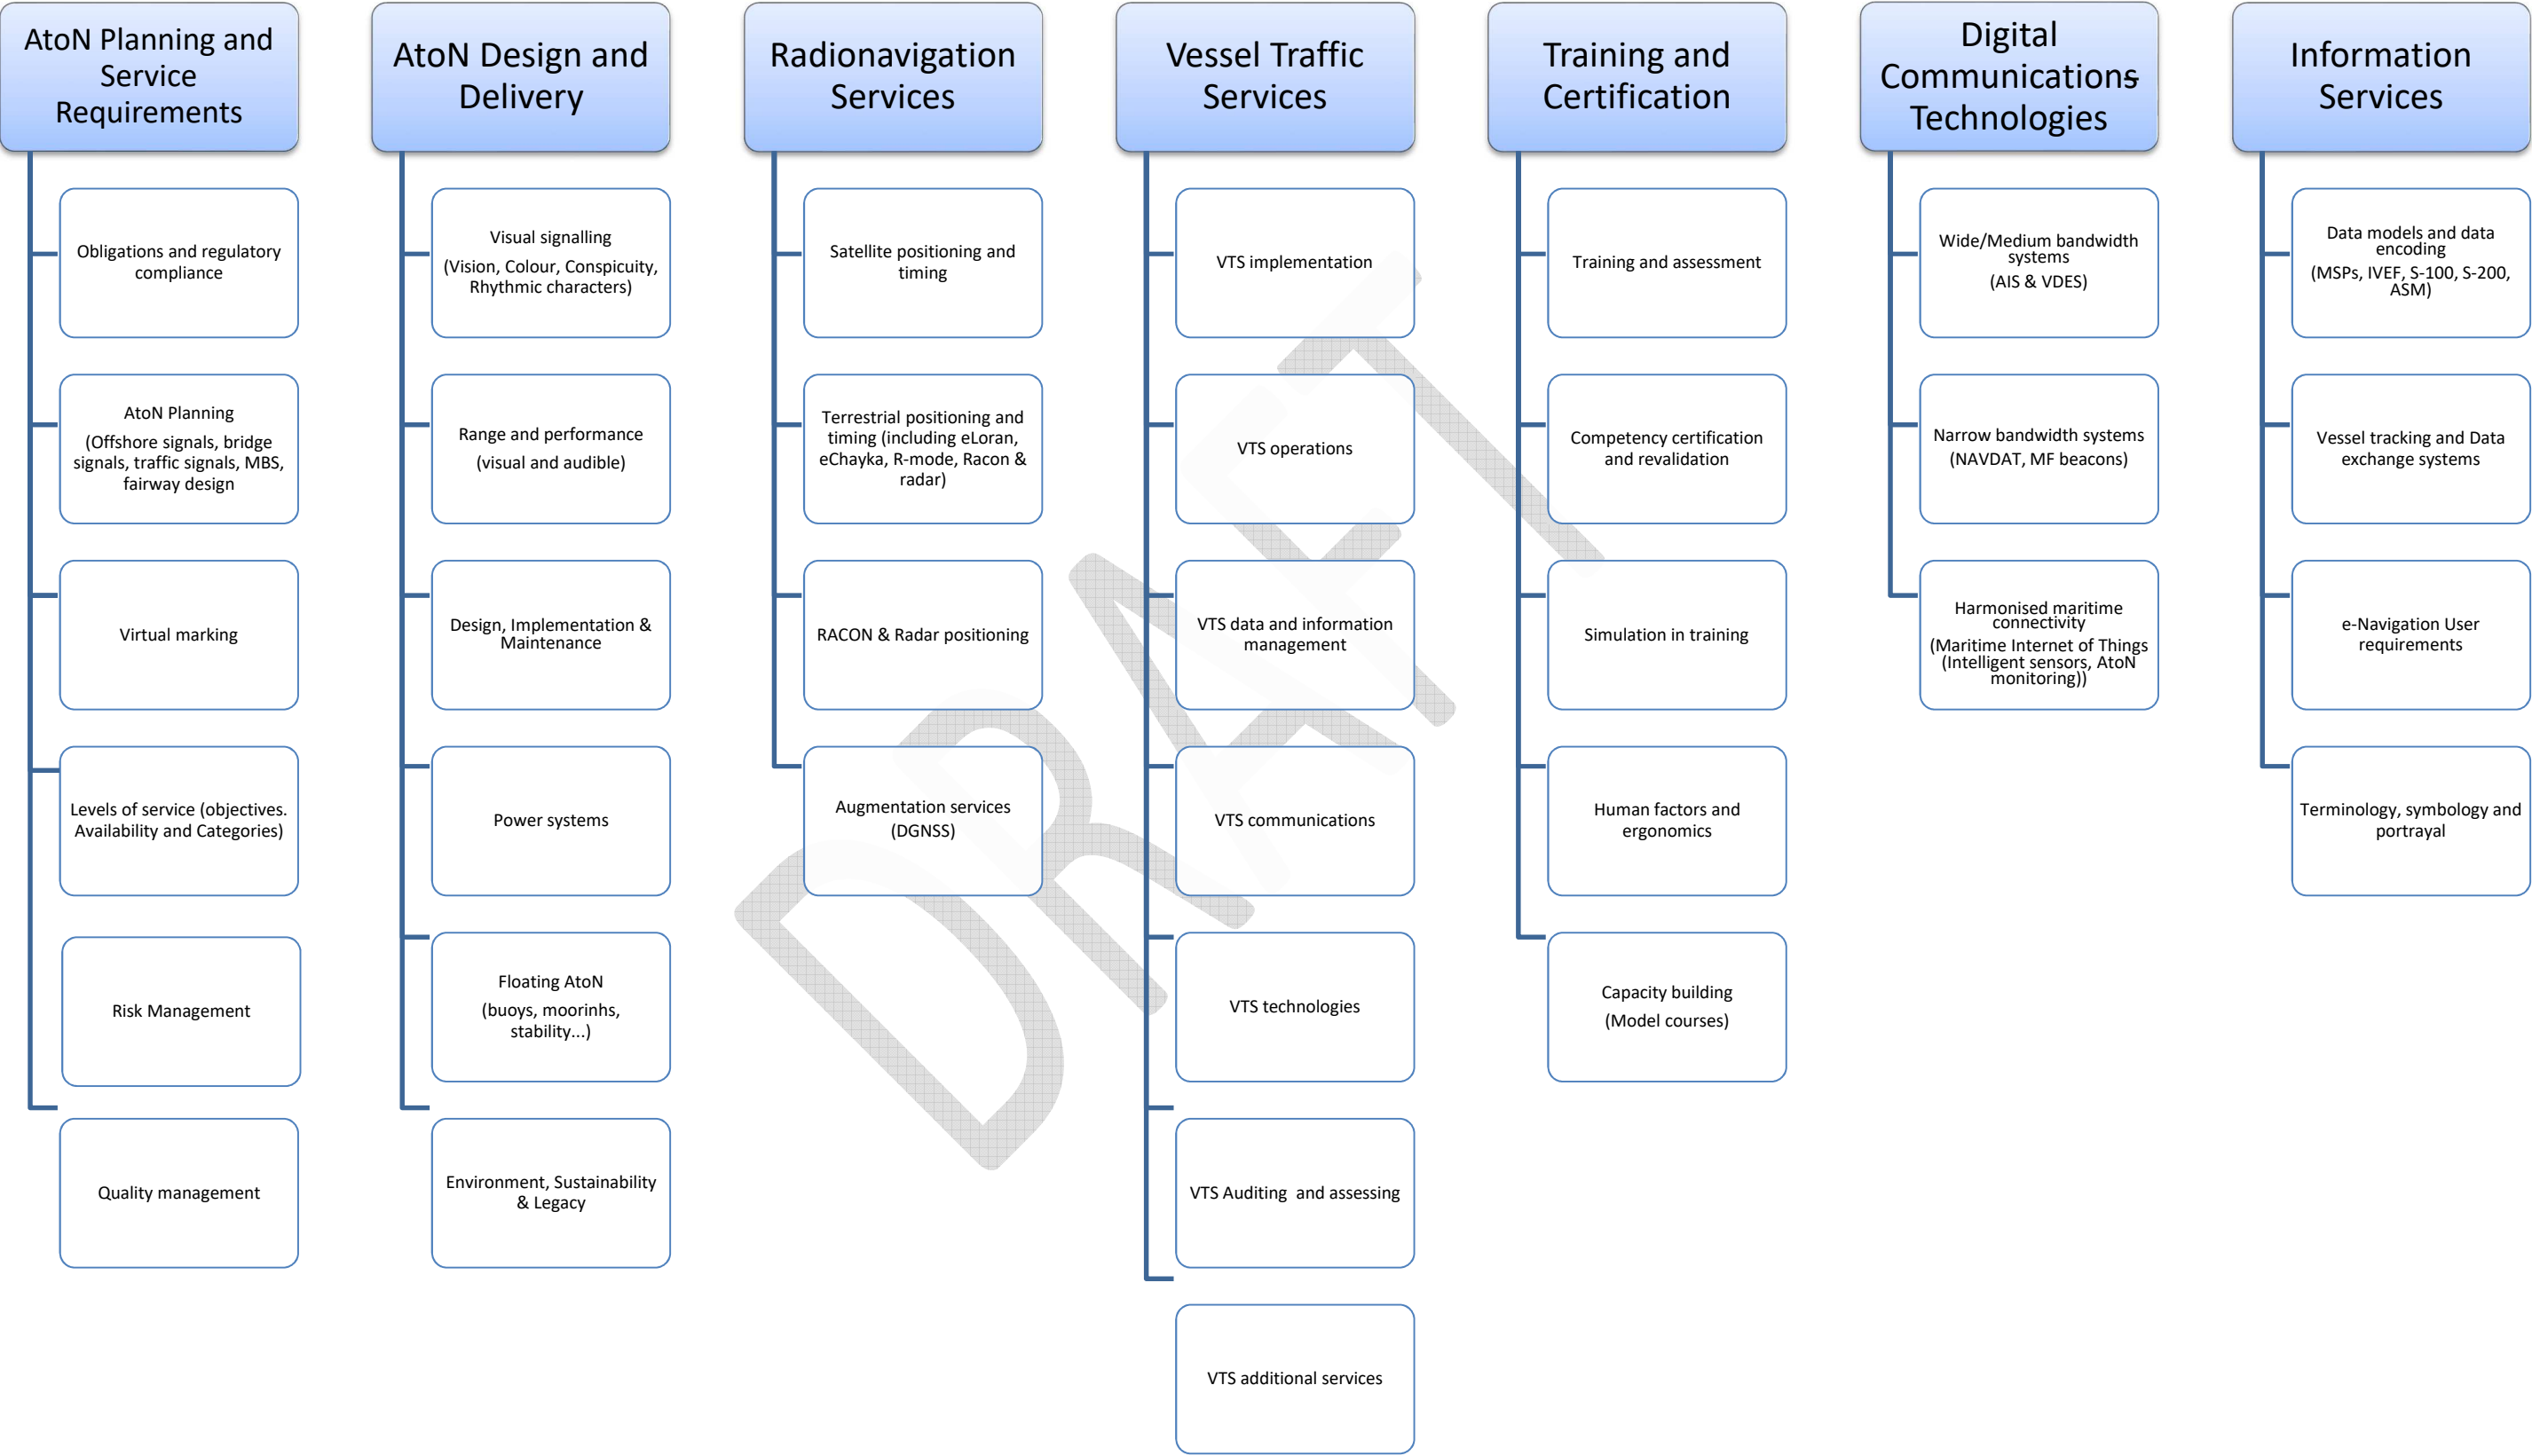 AtoN Planning and
Service
Requirements
Obligations and regulatory
compliance
AtoN Planning
(Offshore signals, bridge
signals, traffic signals, MBS,
fairway design
Virtual marking
Levels of service (objectives.
Availability and Categories)
Risk Management
Quality management
AtoN Design and
Delivery
Visual signalling
(Vision, Colour, Conspicuity,
Rhythmic characters)
Range and performance
(visual and audible)
Design, Implementation &
Maintenance
Power systems
Floating AtoN
(buoys, moorinhs,
stability...)
Environment, Sustainability
& Legacy
Radionavigation
Services
Satellite positioning and
timing
Terrestrial positioning and
timing (including eLoran,
eChayka, R-mode, Racon &
radar)
RACON & Radar positioning
Augmentation services
(DGNSS)
Vessel Traffic
Services
VTS implementation
VTS operations
VTS data and information
management
VTS communications
VTS technologies
VTS Auditing  and assessing
VTS additional services
Training and
Certification
Training and assessment
Competency certification
and revalidation
Simulation in training
Human factors and
ergonomics
Capacity building
(Model courses)
Digital
Communications
Technologies
Wide/Medium bandwidth
systems
(AIS & VDES)
Narrow bandwidth systems
(NAVDAT, MF beacons)
Harmonised maritime
connectivity
(Maritime Internet of Things
(Intelligent sensors, AtoN
monitoring))
Information
Services
Data models and data
encoding
(MSPs, IVEF, S-100, S-200,
ASM)
Vessel tracking and Data
exchange systems
e-Navigation User
requirements
Terminology, symbology and
portrayal
DRAFT